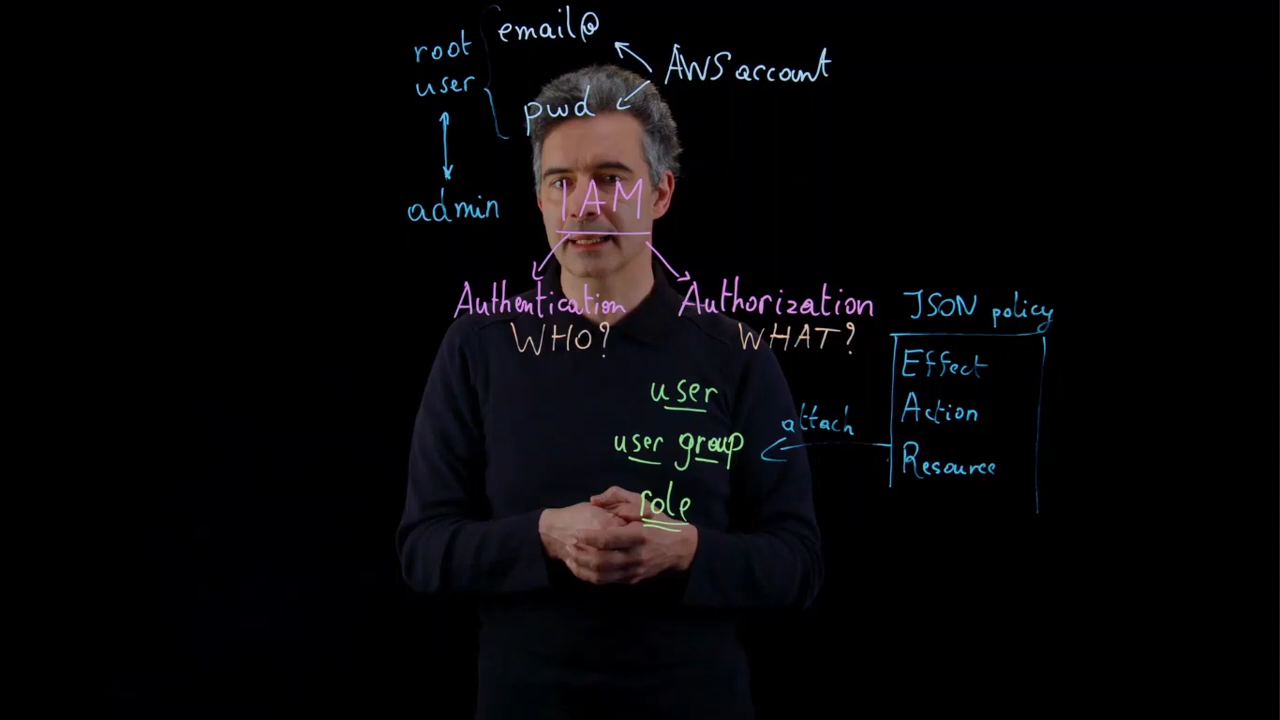 root
user
email@
pwd
AWS account
admin
IAM
Authentication
WHO?
Authorization
WHAT?
user
user group
role
attach
JSON policy
Effect
Action
Resource